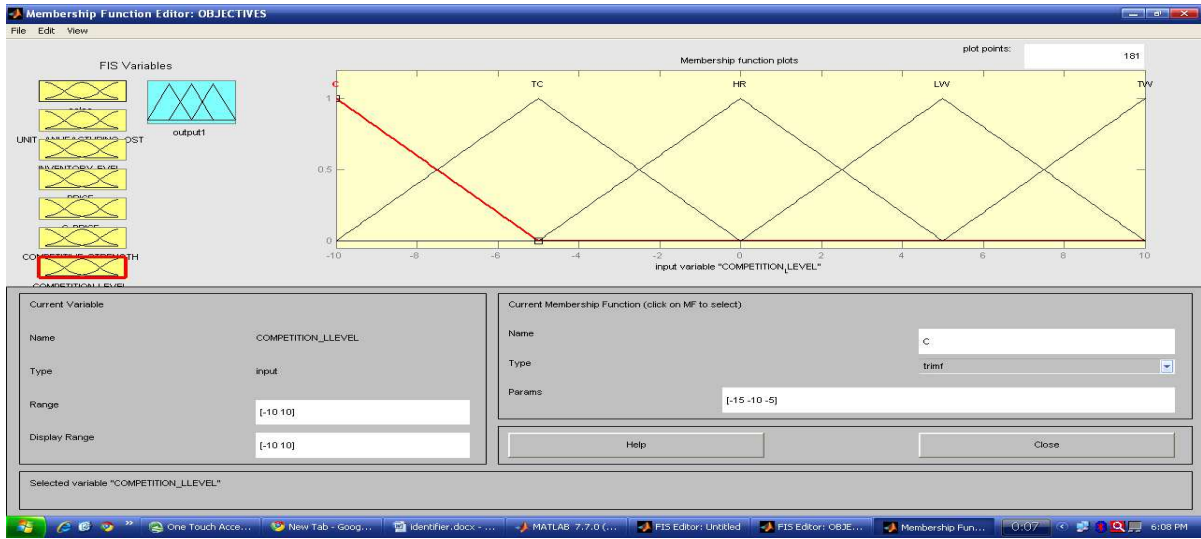 Membership Function Editor: OBJECTIVES
File Edit View
FIS Variables
plot points: 181
Membership function plots
C TC HR LW TW
output1
PRICE
COMPETITION LEVEL
1
0.5
0
-10 -8 -6 -4 -2 0 2 4 6 8 10
input variable "COMPETITION_LEVEL"
Current Variable
Name COMPETITION_LLEVEL
Type input
Range [-10 10]
Display Range [-10 10]
Current Membership Function (click on MF to select)
Name C
Type trimf
Params [-15 -10 -5]
Help Close
Selected variable "COMPETITION_LLEVEL"
One Touch Acce... New Tab - Goog... identifier.docx - ... MATLAB 7.7.0 (... FIS Editor: Untitled FIS Editor: OBJE... Membership Fun... 0:07 6:08 PM